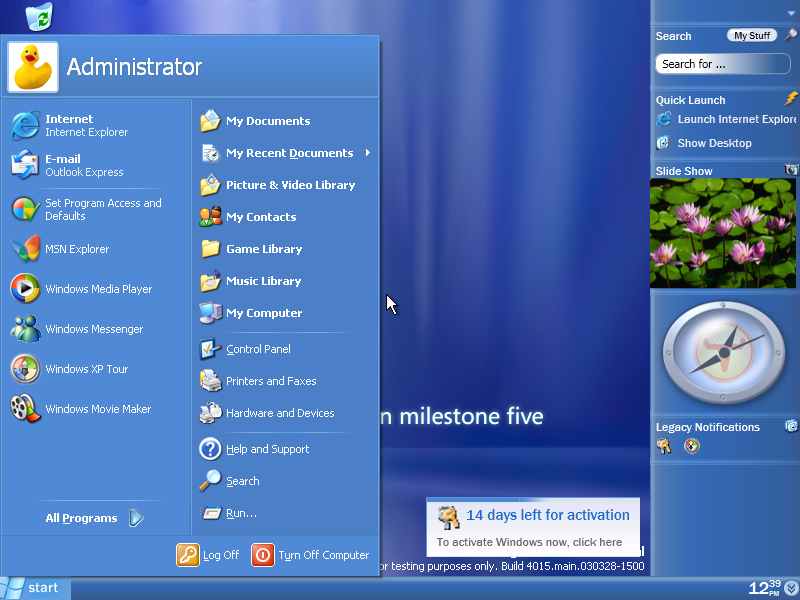 Administrator
Internet
Internet Explorer
E-mail
Outlook Express
Set Program Access and
Defaults
MSN Explorer
Windows Media Player
Windows Messenger
Windows XP Tour
Windows Movie Maker
All Programs
My Documents
My Recent Documents
Picture & Video Library
My Contacts
Game Library
Music Library
My Computer
Control Panel
Printers and Faxes
Hardware and Devices
Help and Support
Search
Run...
Log Off
Turn Off Computer
n milestone five
14 days left for activation
To activate Windows now, click here
or testing purposes only. Build 4015.main.030328-1500
Search
My Stuff
Search for ...
Quick Launch
Launch Internet Explore
Show Desktop
Slide Show
Legacy Notifications
start
12 39 PM